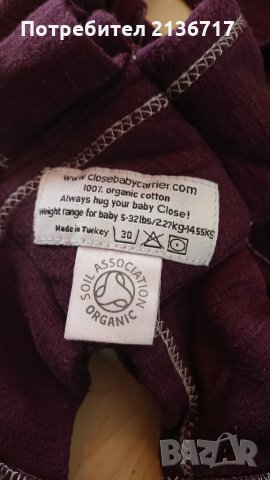 Потребител 2136717
www.closebabycarrier.com
100% organic cotton
Always hug your baby Close!
Weight range for baby 5-32lbs/2.27kg-14.55KG
Made in Turkey 30
SOIL ASSOCIATION
ORGANIC
BAZAR